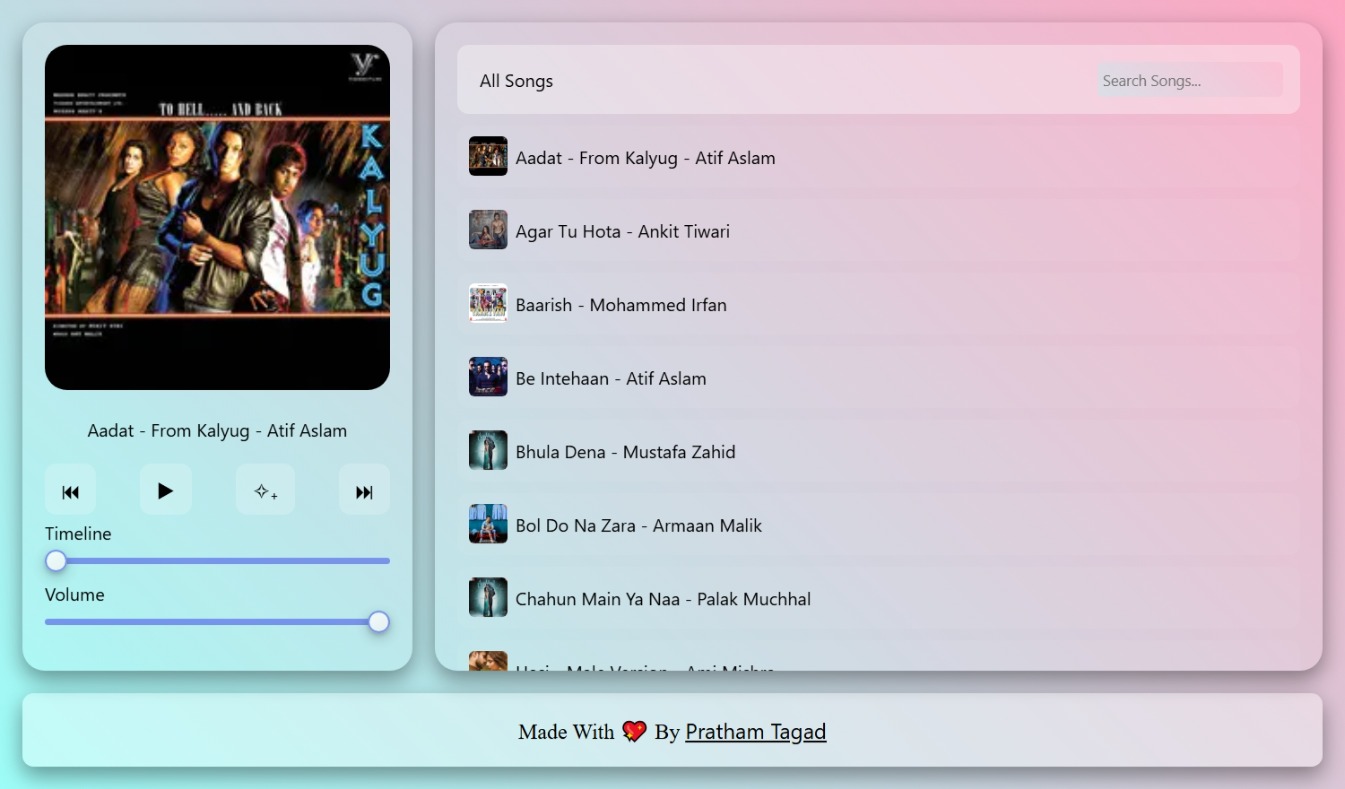 TO HELL..... AND BACK
KALYUG
Aadat - From Kalyug - Atif Aslam
Timeline
Volume
All Songs
Search Songs...
Aadat - From Kalyug - Atif Aslam
Agar Tu Hota - Ankit Tiwari
Baarish - Mohammed Irfan
Be Intehaan - Atif Aslam
Bhula Dena - Mustafa Zahid
Bol Do Na Zara - Armaan Malik
Chahun Main Ya Naa - Palak Muchhal
Made With 💖 By Pratham Tagad